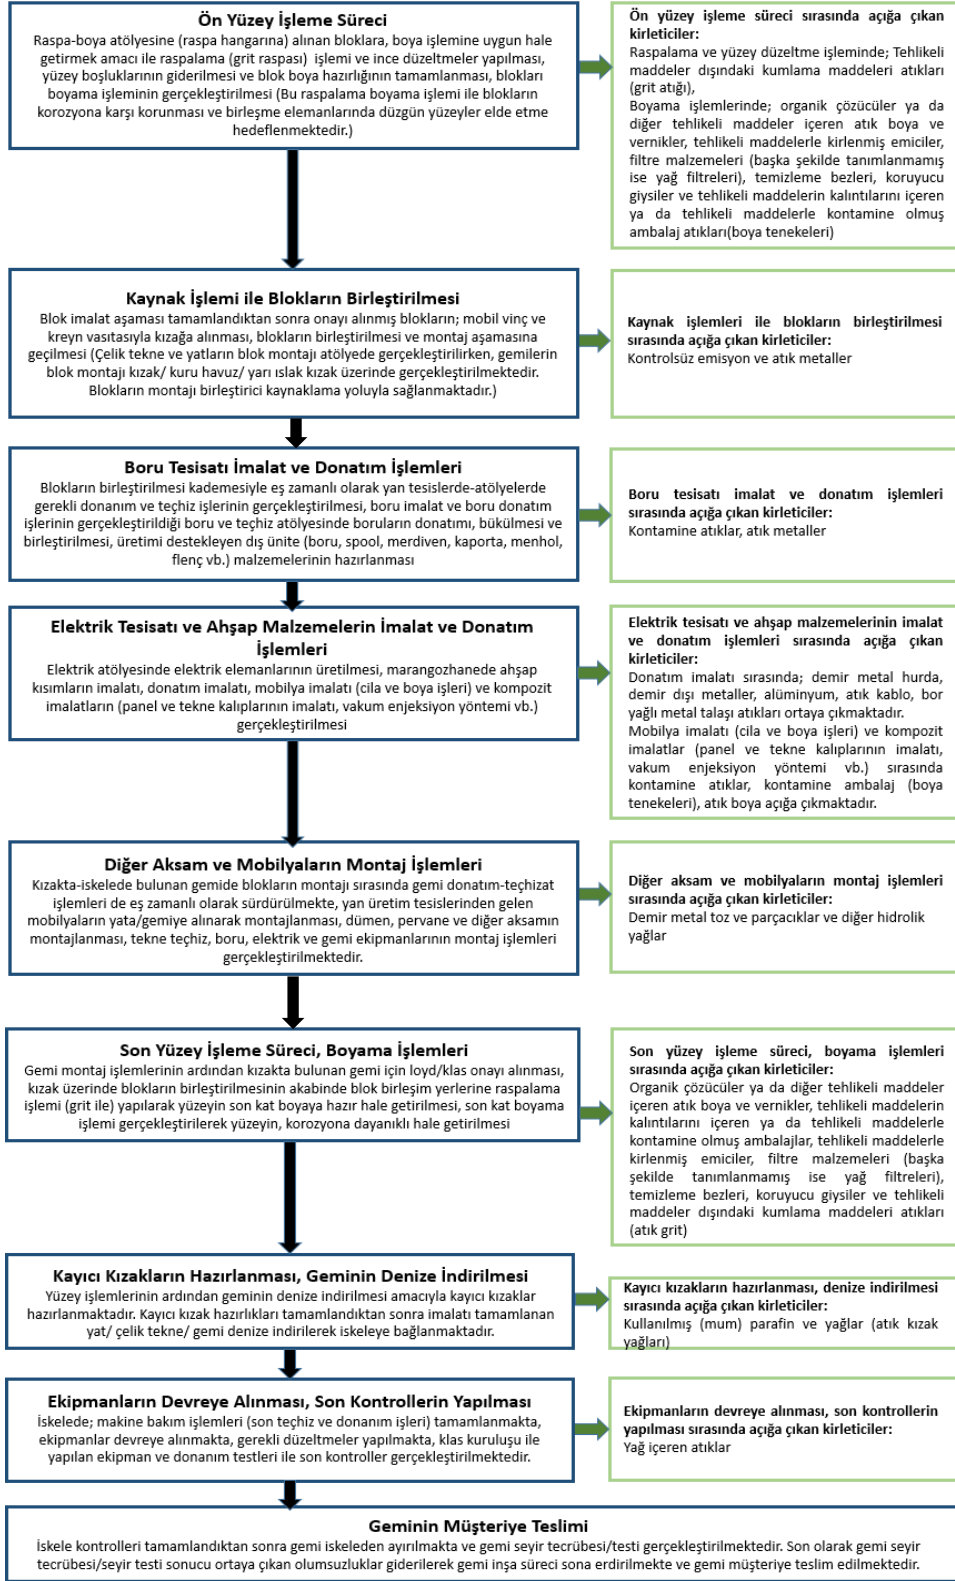 Ön Yüzey İşleme Süreci
Raspa-boya atölyesine (raspa hangarına) alınan bloklara, boya işlemine uygun hale
getirmek amacı ile raspalama (grit raspası)  işlemi ve ince düzeltmeler yapılması,
yüzey boşluklarının giderilmesi ve blok boya hazırlığının tamamlanması, blokları
boyama işleminin gerçekleştirilmesi (Bu raspalama boyama işlemi ile blokların
korozyona karşı korunması ve birleşme elemanlarında düzgün yüzeyler elde etme
hedeflenmektedir.)
Ön yüzey işleme süreci sırasında açığa çıkan
kirleticiler:
Raspalama ve yüzey düzeltme işleminde; Tehlikeli
maddeler dışındaki kumlama maddeleri atıkları
(grit atığı),
Boyama işlemlerinde; organik çözücüler ya da
diğer tehlikeli maddeler içeren atık boya ve
vernikler, tehlikeli maddelerle kirlenmiş emiciler,
filtre malzemeleri (başka şekilde tanımlanmamış
ise yağ filtreleri), temizleme bezleri, koruyucu
giysiler ve tehlikeli maddelerin kalıntılarını içeren
ya da tehlikeli maddelerle kontamine olmuş
ambalaj atıkları(boya tenekeleri)
Kaynak İşlemi ile Blokların Birleştirilmesi
Blok imalat aşaması tamamlandıktan sonra onayı alınmış blokların; mobil vinç ve
kreyn vasıtasıyla kızağa alınması, blokların birleştirilmesi ve montaj aşamasına
geçilmesi (Çelik tekne ve yatların blok montajı atölyede gerçekleştirilirken, gemilerin
blok montajı kızak/ kuru havuz/ yarı ıslak kızak üzerinde gerçekleştirilmektedir.
Blokların montajı birleştirici kaynaklama yoluyla sağlanmaktadır.)
Kaynak işlemleri ile blokların birleştirilmesi
sırasında açığa çıkan kirleticiler:
Kontrolsüz emisyon ve atık metaller
Boru Tesisatı İmalat ve Donatım İşlemleri
Blokların birleştirilmesi kademesiyle eş zamanlı olarak yan tesislerde-atölyelerde
gerekli donanım ve teçhiz işlerinin gerçekleştirilmesi, boru imalat ve boru donatım
işlerinin gerçekleştirildiği boru ve teçhiz atölyesinde boruların donatımı, bükülmesi ve
birleştirilmesi, üretimi destekleyen dış ünite (boru, spool, merdiven, kaporta, menhol,
flenç vb.) malzemelerinin hazırlanması
Boru tesisatı imalat ve donatım işlemleri
sırasında açığa çıkan kirleticiler:
Kontamine atıklar, atık metaller
Elektrik Tesisatı ve Ahşap Malzemelerin İmalat ve Donatım
İşlemleri
Elektrik atölyesinde elektrik elemanlarının üretilmesi, marangozhanede ahşap
kısımların imalatı, donatım imalatı, mobilya imalatı (cila ve boya işleri) ve kompozit
imalatların (panel ve tekne kalıplarının imalatı, vakum enjeksiyon yöntemi vb.)
gerçekleştirilmesi
Elektrik tesisatı ve ahşap malzemelerinin imalat
ve donatım işlemleri sırasında açığa çıkan
kirleticiler:
Donatım imalatı sırasında; demir metal hurda,
demir dışı metaller, alüminyum, atık kablo, bor
yağlı metal talaşı atıkları ortaya çıkmaktadır.
Mobilya imalatı (cila ve boya işleri) ve kompozit
imalatlar (panel ve tekne kalıplarının imalatı,
vakum enjeksiyon yöntemi vb.) sırasında
kontamine atıklar, kontamine ambalaj (boya
tenekeleri), atık boya açığa çıkmaktadır.
Diğer Aksam ve Mobilyaların Montaj İşlemleri
Kızakta-iskelede bulunan gemide blokların montajı sırasında gemi donatım-teçhizat
işlemleri de eş zamanlı olarak sürdürülmekte, yan üretim tesislerinden gelen
mobilyaların yata/gemiye alınarak montajlanması, dümen, pervane ve diğer aksamın
montajlanması, tekne teçhiz, boru, elektrik ve gemi ekipmanlarının montaj işlemleri
gerçekleştirilmektedir.
Diğer aksam ve mobilyaların montaj işlemleri
sırasında açığa çıkan kirleticiler:
Demir metal toz ve parçacıklar ve diğer hidrolik
yağlar
Son Yüzey İşleme Süreci, Boyama İşlemleri
Gemi montaj işlemlerinin ardından kızakta bulunan gemi için loyd/klas onayı alınması,
kızak üzerinde blokların birleştirilmesinin akabinde blok birleşim yerlerine raspalama
işlemi (grit ile) yapılarak yüzeyin son kat boyaya hazır hale getirilmesi, son kat boyama
işlemi gerçekleştirilerek yüzeyin, korozyona dayanıklı hale getirilmesi
Son yüzey işleme süreci, boyama işlemleri
sırasında açığa çıkan kirleticiler:
Organik çözücüler ya da diğer tehlikeli maddeler
içeren atık boya ve vernikler, tehlikeli maddelerin
kalıntılarını içeren ya da tehlikeli maddelerle
kontamine olmuş ambalajlar, tehlikeli maddelerle
kirlenmiş emiciler, filtre malzemeleri (başka
şekilde tanımlanmamış ise yağ filtreleri),
temizleme bezleri, koruyucu giysiler ve tehlikeli
maddeler dışındaki kumlama maddeleri atıkları
(atık grit)
Kayıcı Kızakların Hazırlanması, Geminin Denize İndirilmesi
Yüzey işlemlerinin ardından geminin denize indirilmesi amacıyla kayıcı kızaklar
hazırlanmaktadır. Kayıcı kızak hazırlıkları tamamlandıktan sonra imalatı tamamlanan
yat/ çelik tekne/ gemi denize indirilerek iskeleye bağlanmaktadır.
Kayıcı kızakların hazırlanması, denize indirilmesi
sırasında açığa çıkan kirleticiler:
Kullanılmış (mum) parafin ve yağlar (atık kızak
yağları)
Ekipmanların Devreye Alınması, Son Kontrollerin Yapılması
İskelede; makine bakım işlemleri (son teçhiz ve donanım işleri) tamamlanmakta,
ekipmanlar devreye alınmakta, gerekli düzeltmeler yapılmakta, klas kuruluşu ile
yapılan ekipman ve donanım testleri ile son kontroller gerçekleştirilmektedir.
Ekipmanların devreye alınması, son kontrollerin
yapılması sırasında açığa çıkan kirleticiler:
Yağ içeren atıklar
Geminin Müşteriye Teslimi
İskele kontrolleri tamamlandıktan sonra gemi iskeleden ayırılmakta ve gemi seyir tecrübesi/testi gerçekleştirilmektedir. Son olarak gemi seyir
tecrübesi/seyir testi sonucu ortaya çıkan olumsuzluklar giderilerek gemi inşa süreci sona erdirilmekte ve gemi müşteriye teslim edilmektedir.